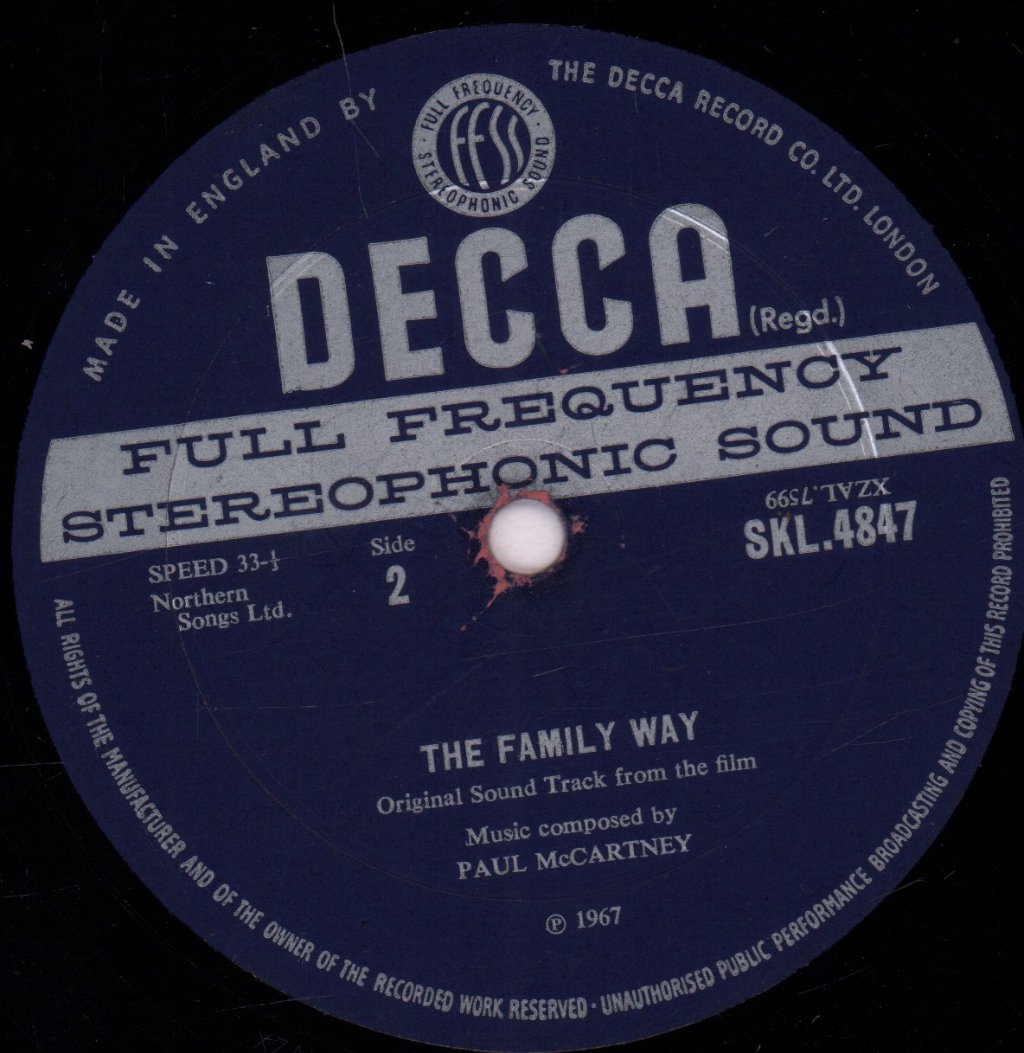 MADE IN ENGLAND BY
THE DECCA RECORD CO. LTD. LONDON
FULL FREQUENCY
FFSS
STEREOPHONIC SOUND
DECCA
(Regd.)
FULL FREQUENCY
STEREOPHONIC SOUND
XZAL.7599
SKL.4847
SPEED 33-⅓
Side
2
Northern
Songs Ltd.
THE FAMILY WAY
Original Sound Track from the film
Music composed by
PAUL McCARTNEY
℗ 1967
ALL RIGHTS OF THE MANUFACTURER AND OF THE OWNER OF THE RECORDED WORK RESERVED · UNAUTHORISED PUBLIC PERFORMANCE BROADCASTING AND COPYING OF THIS RECORD PROHIBITED